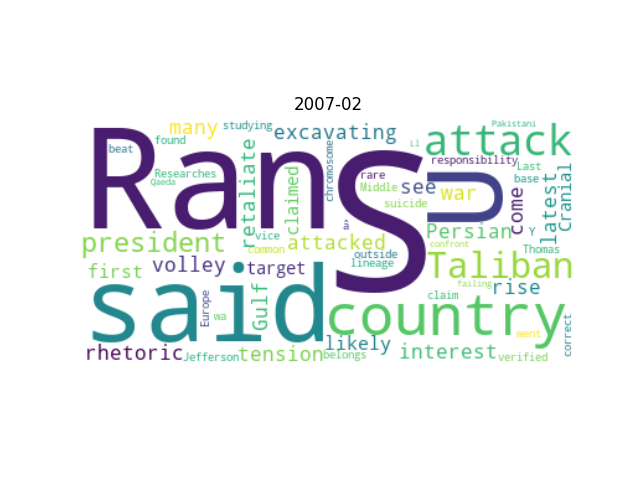 2007-02
many
studying
excavating
attack
Pakistani
beat
found
Rans
retaliate
chromosome
Ll
responsibility
Researches
Qaeda
claimed
rare
Middle
see
U
war
base
Last
Cranial
suicide
come
latest
president
vice
common
attacked
â
Persian
Y
confront
Thomas
first
volley
target
outside
lineage
Taliban
S
said
Europe
wa
Gulf
country
claim
failing
rise
likely
went
correct
rhetoric
Jefferson
tension
belongs
interest
verified